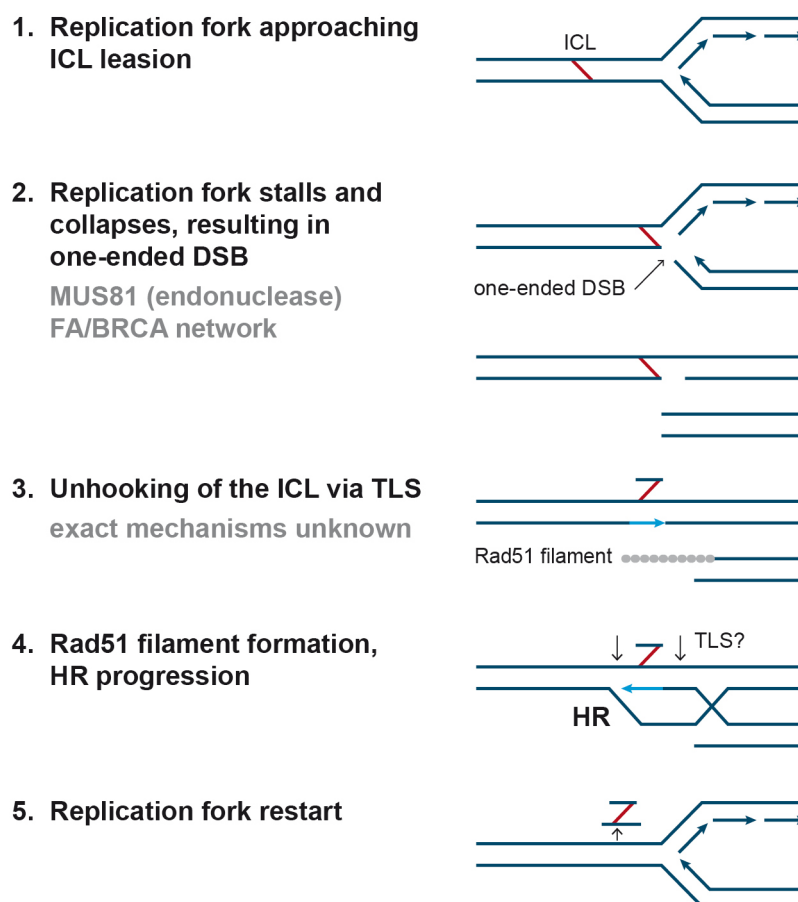 1. Replication fork approaching
ICL leasion
ICL
2. Replication fork stalls and
collapses, resulting in
one-ended DSB
MUS81 (endonuclease)
FA/BRCA network
one-ended DSB
3. Unhooking of the ICL via TLS
exact mechanisms unknown
Rad51 filament
4. Rad51 filament formation,
HR progression
TLS?
HR
5. Replication fork restart